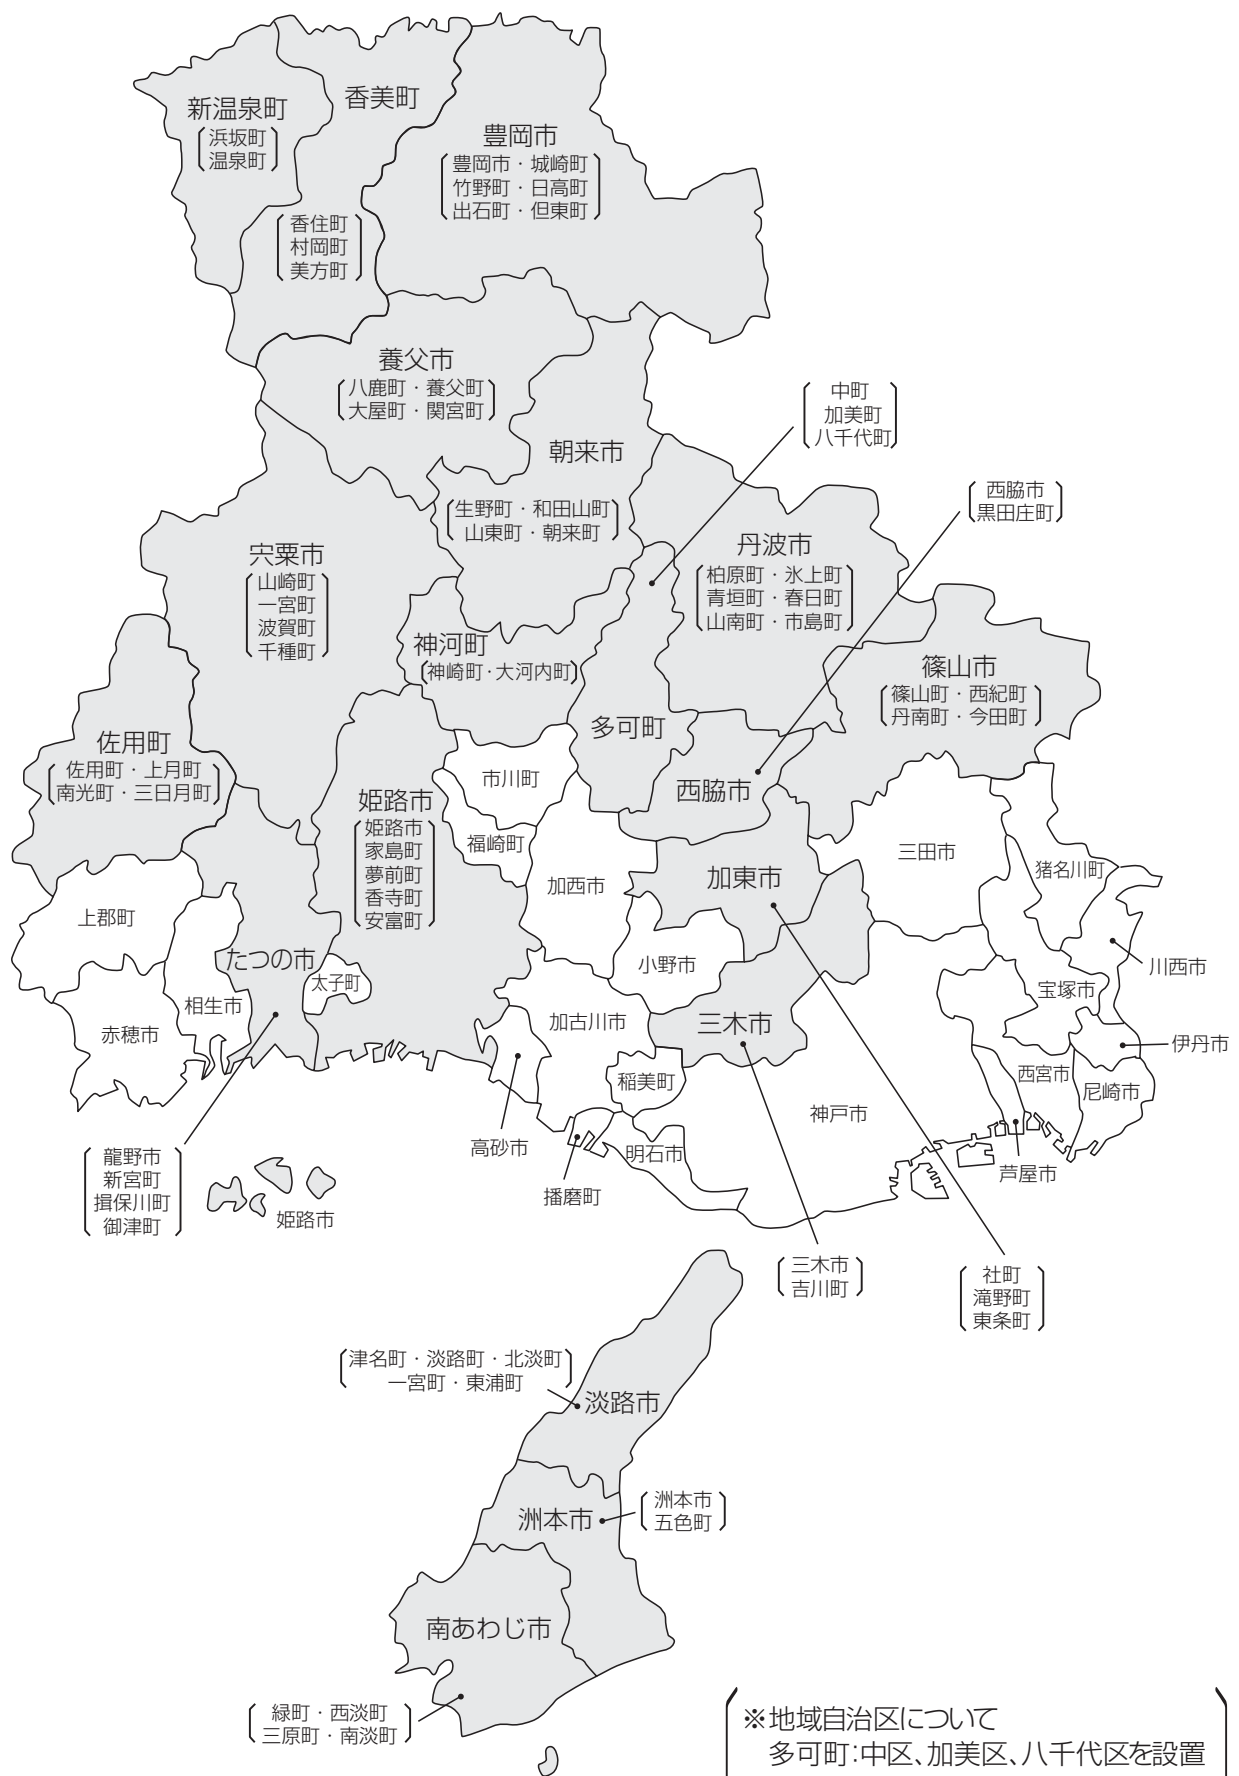 香美町
新温泉町
浜坂町
温泉町
豊岡市
豊岡市・城崎町
竹野町・日高町
出石町・但東町
香住町
村岡町
美方町
養父市
八鹿町・養父町
大屋町・関宮町
中町
加美町
八千代町
朝来市
生野町・和田山町
山東町・朝来町
西脇市
黒田庄町
宍粟市
山崎町
一宮町
波賀町
千種町
丹波市
柏原町・氷上町
青垣町・春日町
山南町・市島町
神河町
神崎町・大河内町
篠山市
篠山町・西紀町
丹南町・今田町
多可町
佐用町
佐用町・上月町
南光町・三日月町
市川町
西脇市
姫路市
姫路市
家島町
夢前町
香寺町
安富町
福崎町
三田市
猪名川町
加西市
加東市
上郡町
たつの市
太子町
小野市
川西市
宝塚市
相生市
赤穂市
加古川市
三木市
伊丹市
稲美町
西宮市
尼崎市
神戸市
高砂市
明石市
芦屋市
播磨町
龍野市
新宮町
揖保川町
御津町
姫路市
三木市
吉川町
社町
滝野町
東条町
津名町・淡路町・北淡町
一宮町・東浦町
淡路市
洲本市
洲本市
五色町
南あわじ市
緑町・西淡町
三原町・南淡町
※地域自治区について
多可町:中区、加美区、八千代区を設置